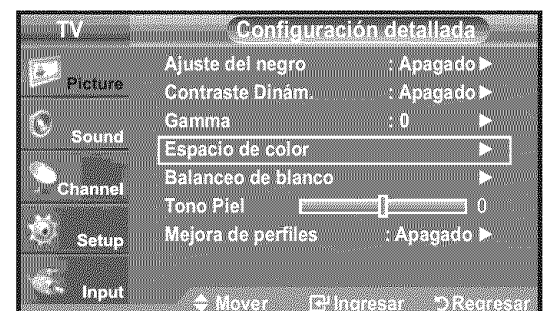 TV
Configuración detallada
Picture
Sound
Channel
Setup
Input
Ajuste del negro : Apagado ►
Contraste Dinám. : Apagado ►
Gamma : 0 ►
Espacio de color ►
Balanceo de blanco ►
Tono Piel 0
Mejora de perfiles : Apagado ►
Mover Ingresar Regresar